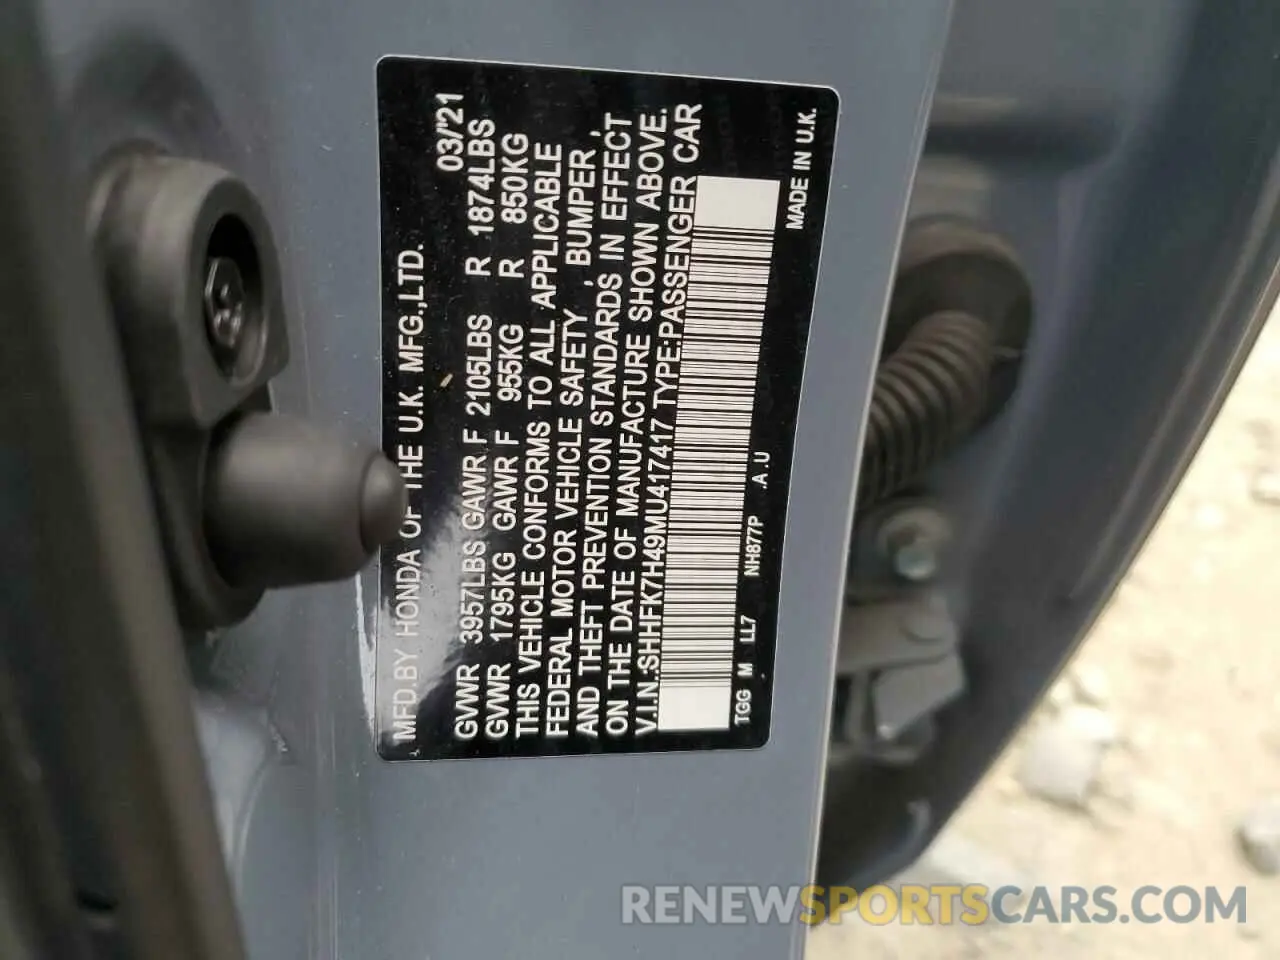 MFD.BY HONDA OF THE U.K. MFG.,LTD. 03/'21
GVWR 3957LBS GAWR F 2105LBS R 1874LBS
GVWR 1795KG GAWR F 955KG R 850KG
THIS VEHICLE CONFORMS TO ALL APPLICABLE
FEDERAL MOTOR VEHICLE SAFETY , BUMPER ,
AND THEFT PREVENTION STANDARDS IN EFFECT
ON THE DATE OF MANUFACTURE SHOWN ABOVE.
V.I.N.:SHHFK7H49MU417417 TYPE:PASSENGER CAR
TGG M LL7 NH877P .A.U MADE IN U.K.
RENEWSPORTSCARS.COM